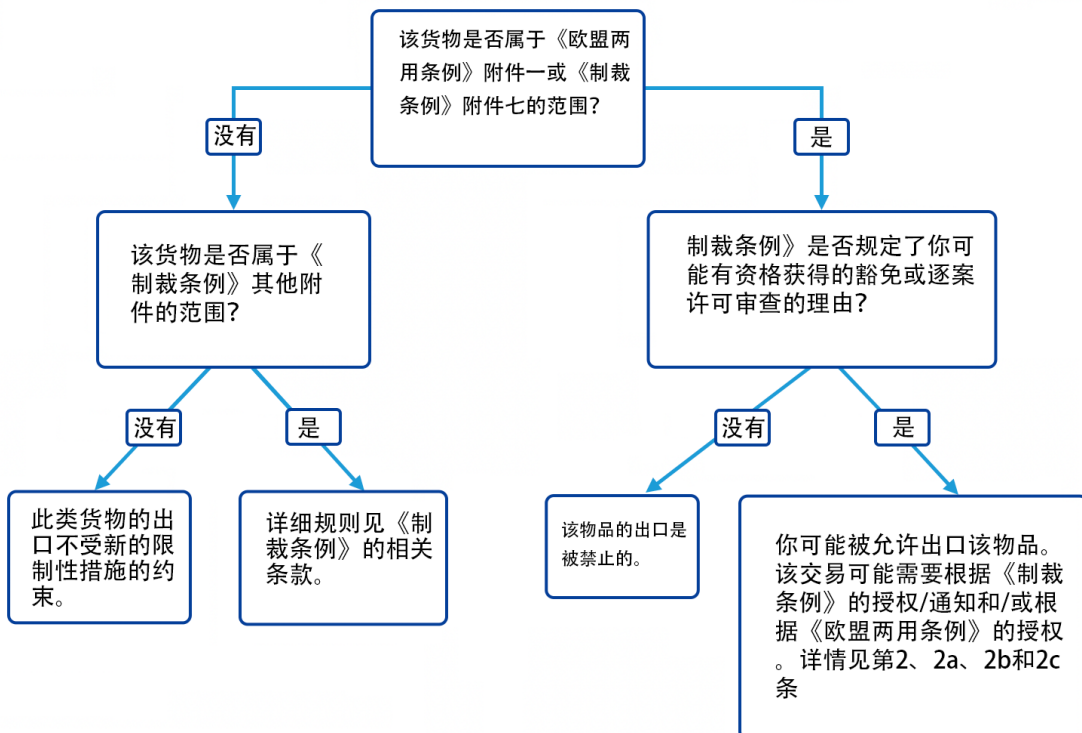 该货物是否属于《欧盟两
用条例》附件一或《制裁
条例》附件七的范围？
没有
是
该货物是否属于《
制裁条例》其他附
件的范围？
制裁条例》是否规定了你可
能有资格获得的豁免或逐案
许可审查的理由？
没有
是
没有
是
此类货物的出
口不受新的限
制性措施的约
束。
详细规则见《制
裁条例》的相关
条款。
该物品的出口是
被禁止的。
你可能被允许出口该物品。
该交易可能需要根据《制裁
条例》的授权/通知和/或根
据《欧盟两用条例》的授权
。详情见第2、2a、2b和2c
条